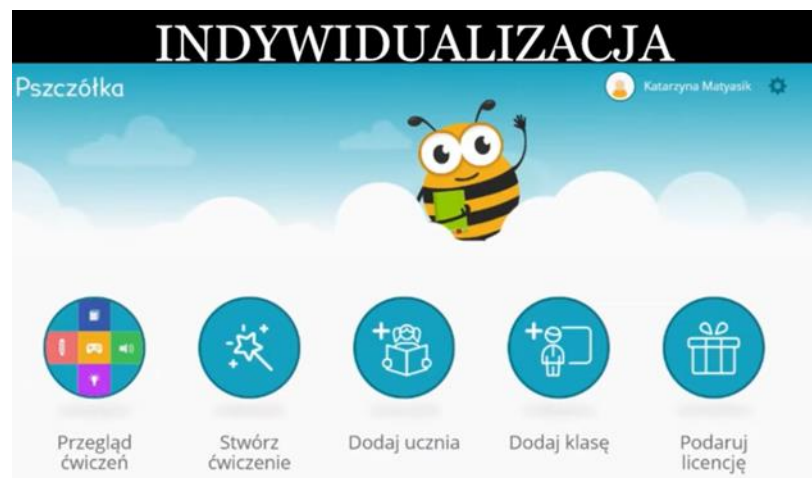 INDYWIDUALIZACJA
Pszczółka
Katarzyna Matyasik
Przegląd
ćwiczeń
Stwórz
ćwiczenie
Dodaj ucznia
Dodaj klasę
Podaruj
licencję